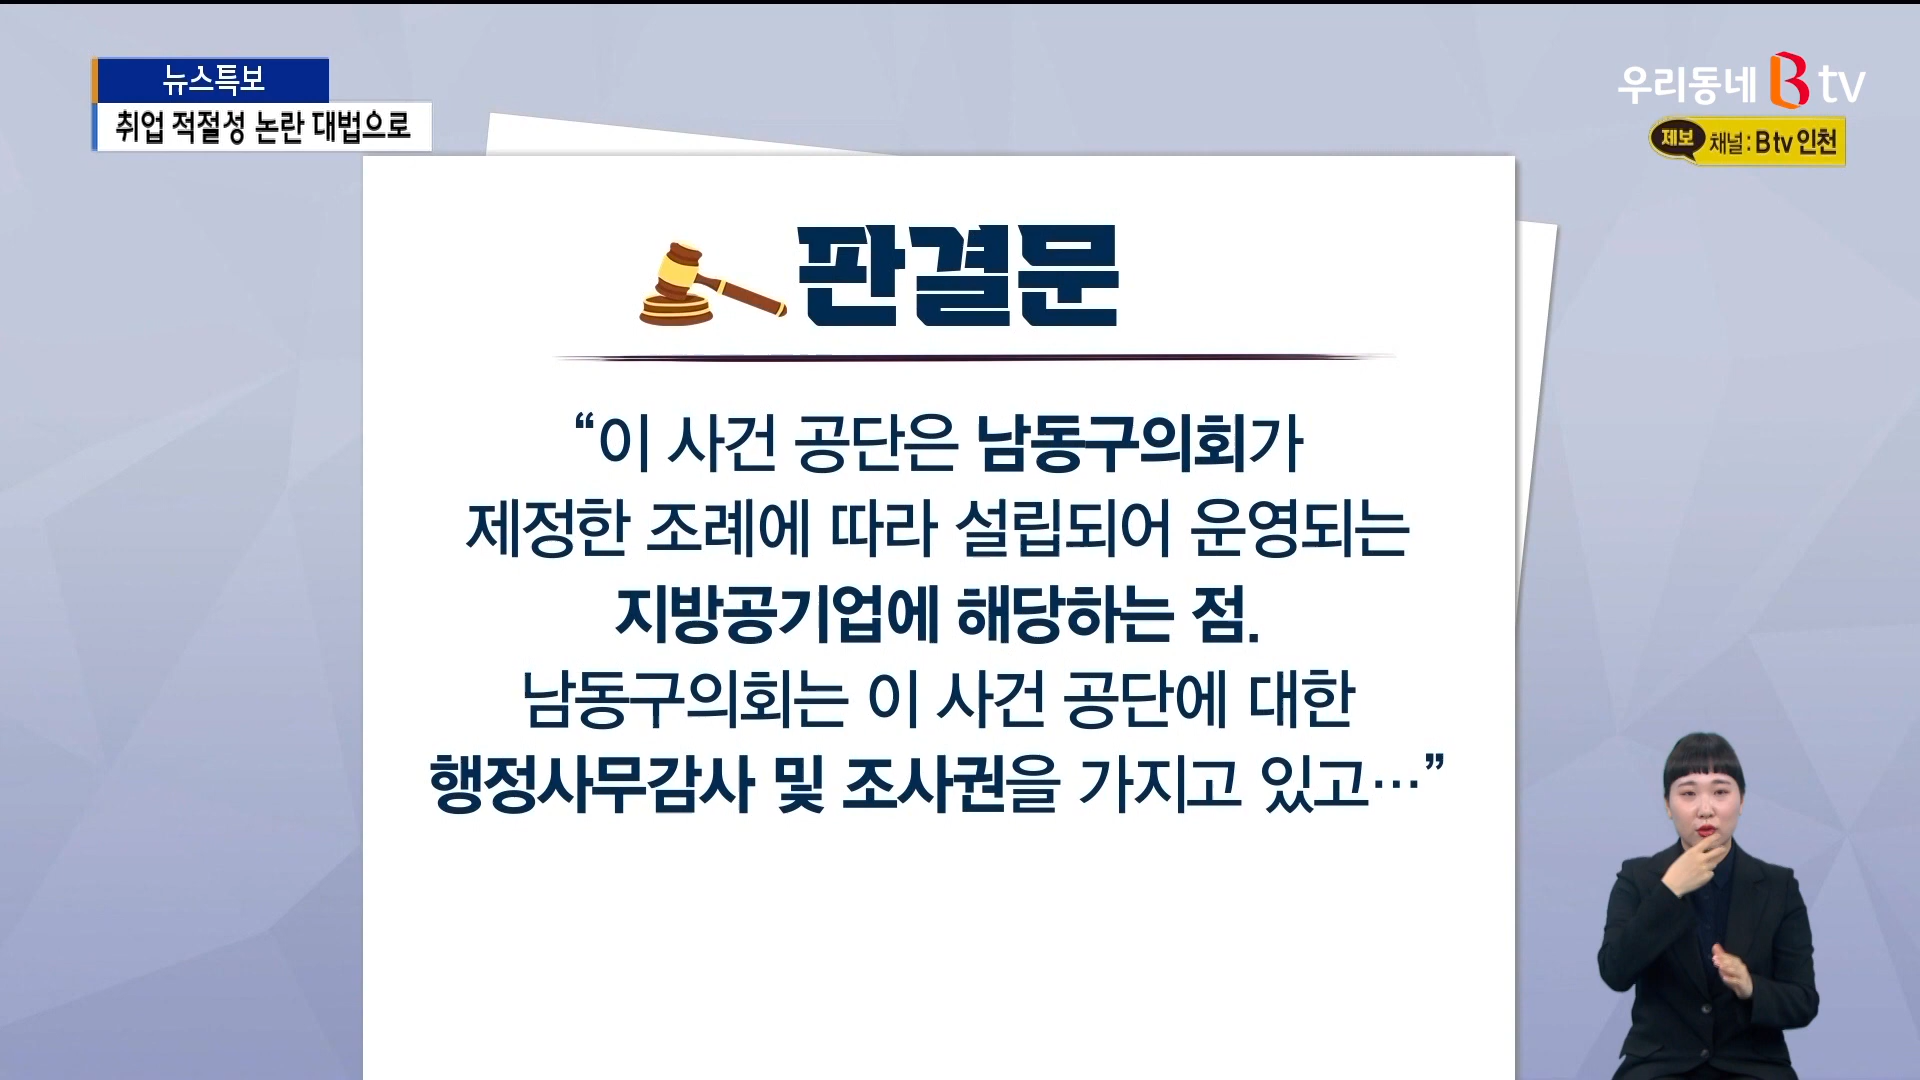 뉴스특보
취업 적절성 논란 대법으로
우리동네 B tv
제보 채널 : B tv 인천
판결문
“이 사건 공단은 남동구의회가
제정한 조례에 따라 설립되어 운영되는
지방공기업에 해당하는 점.
남동구의회는 이 사건 공단에 대한
행정사무감사 및 조사권을 가지고 있고…”